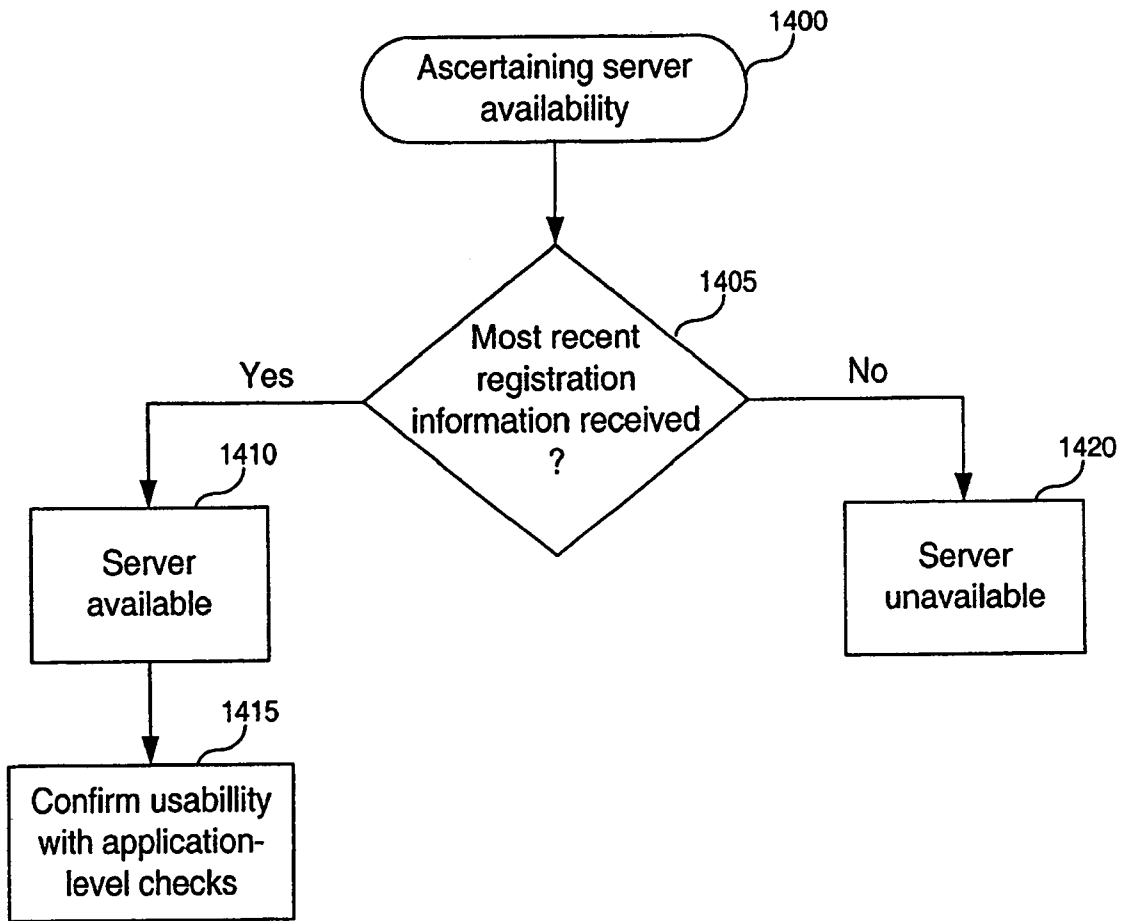 1400
Ascertaining server
availability
1405
Most recent
registration
information received
?
Yes
No
1410
Server
available
1420
Server
unavailable
1415
Confirm usabillity
with application-
level checks